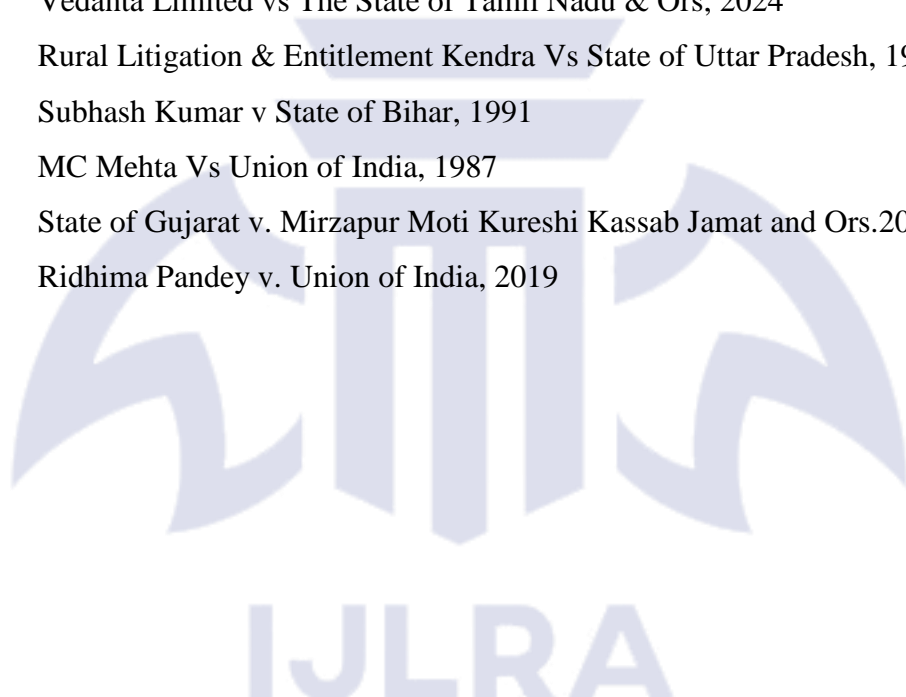 Vedanta Limited vs The State of Tamil Nadu & Ors, 2024
Rural Litigation & Entitlement Kendra Vs State of Uttar Pradesh, 19
Subhash Kumar v State of Bihar, 1991
MC Mehta Vs Union of India, 1987
State of Gujarat v. Mirzapur Moti Kureshi Kassab Jamat and Ors.20
Ridhima Pandey v. Union of India, 2019
IJLRA